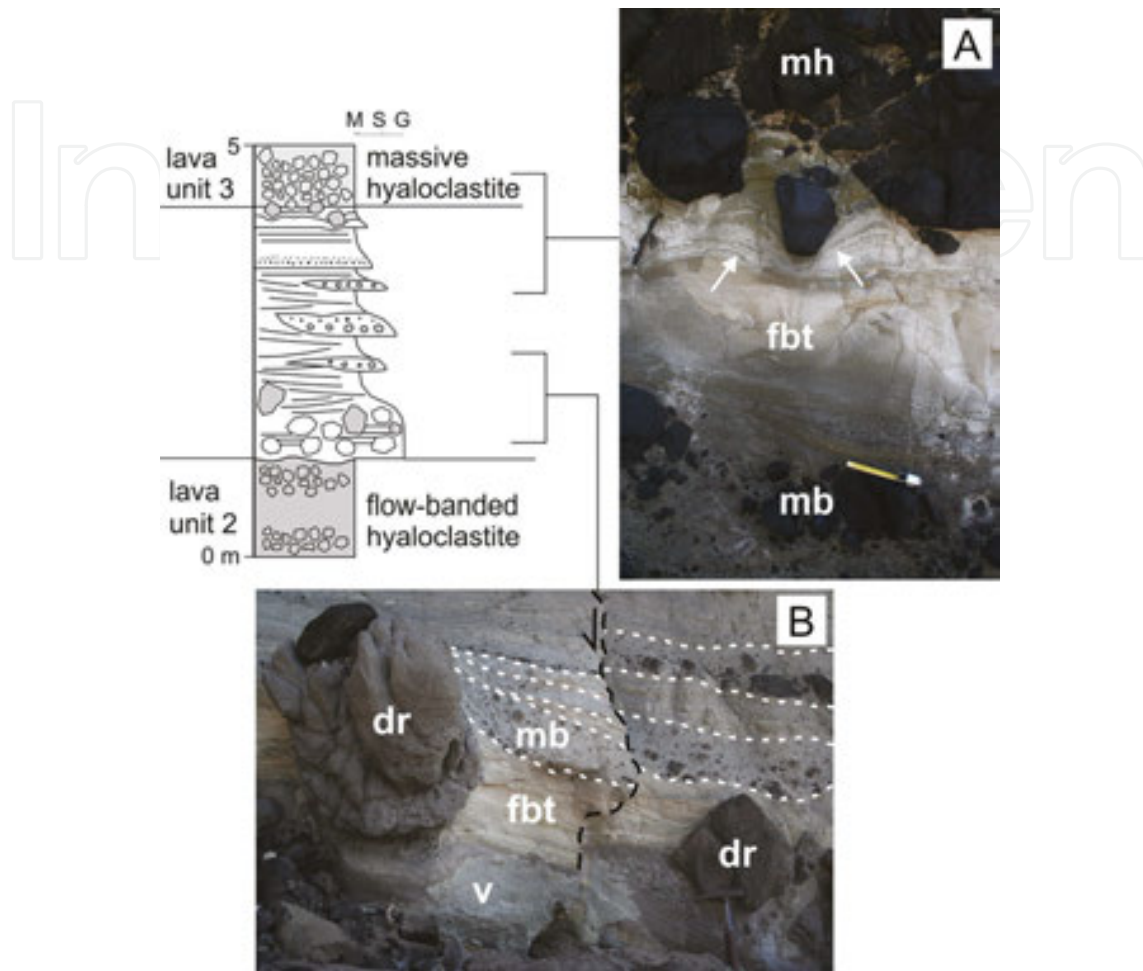 M S G
5
lava
unit 3
massive
hyaloclastite
lava
unit 2
flow-banded
hyaloclastite
0 m
A
mh
fbt
mb
B
dr
mb
fbt
dr
v